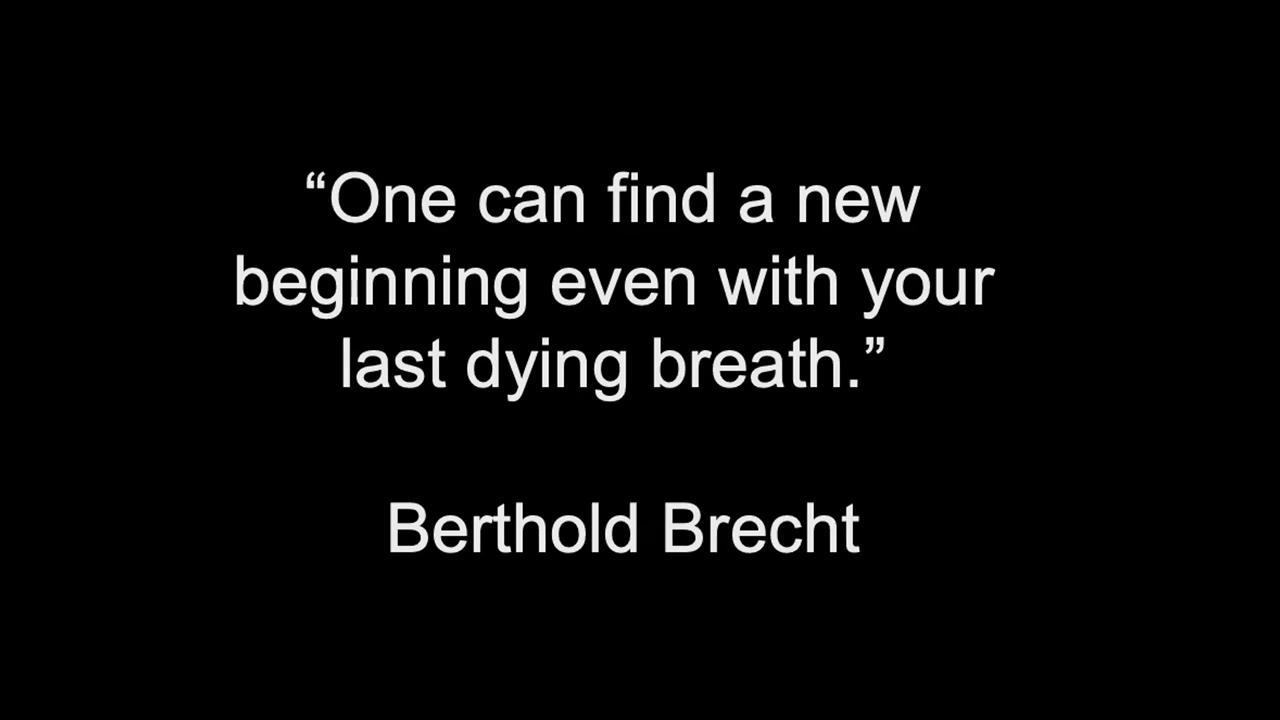 “One can find a new
beginning even with your
last dying breath.”
Berthold Brecht